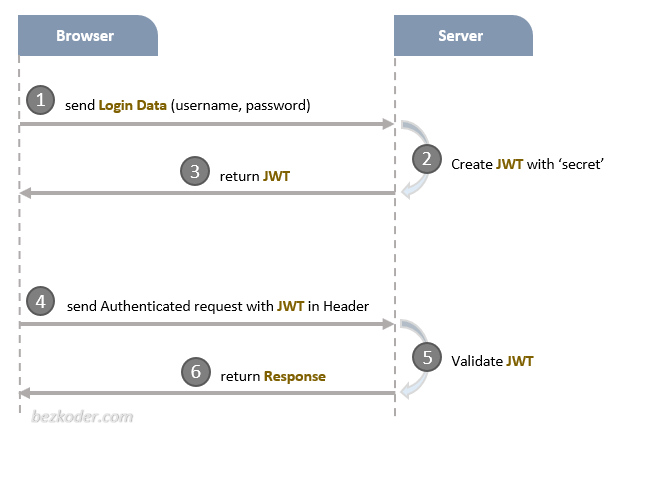 Browser
Server
1
send Login Data (username, password)
2
Create JWT with ‘secret’
3
return JWT
4
send Authenticated request with JWT in Header
5
Validate JWT
6
return Response
bezkoder.com